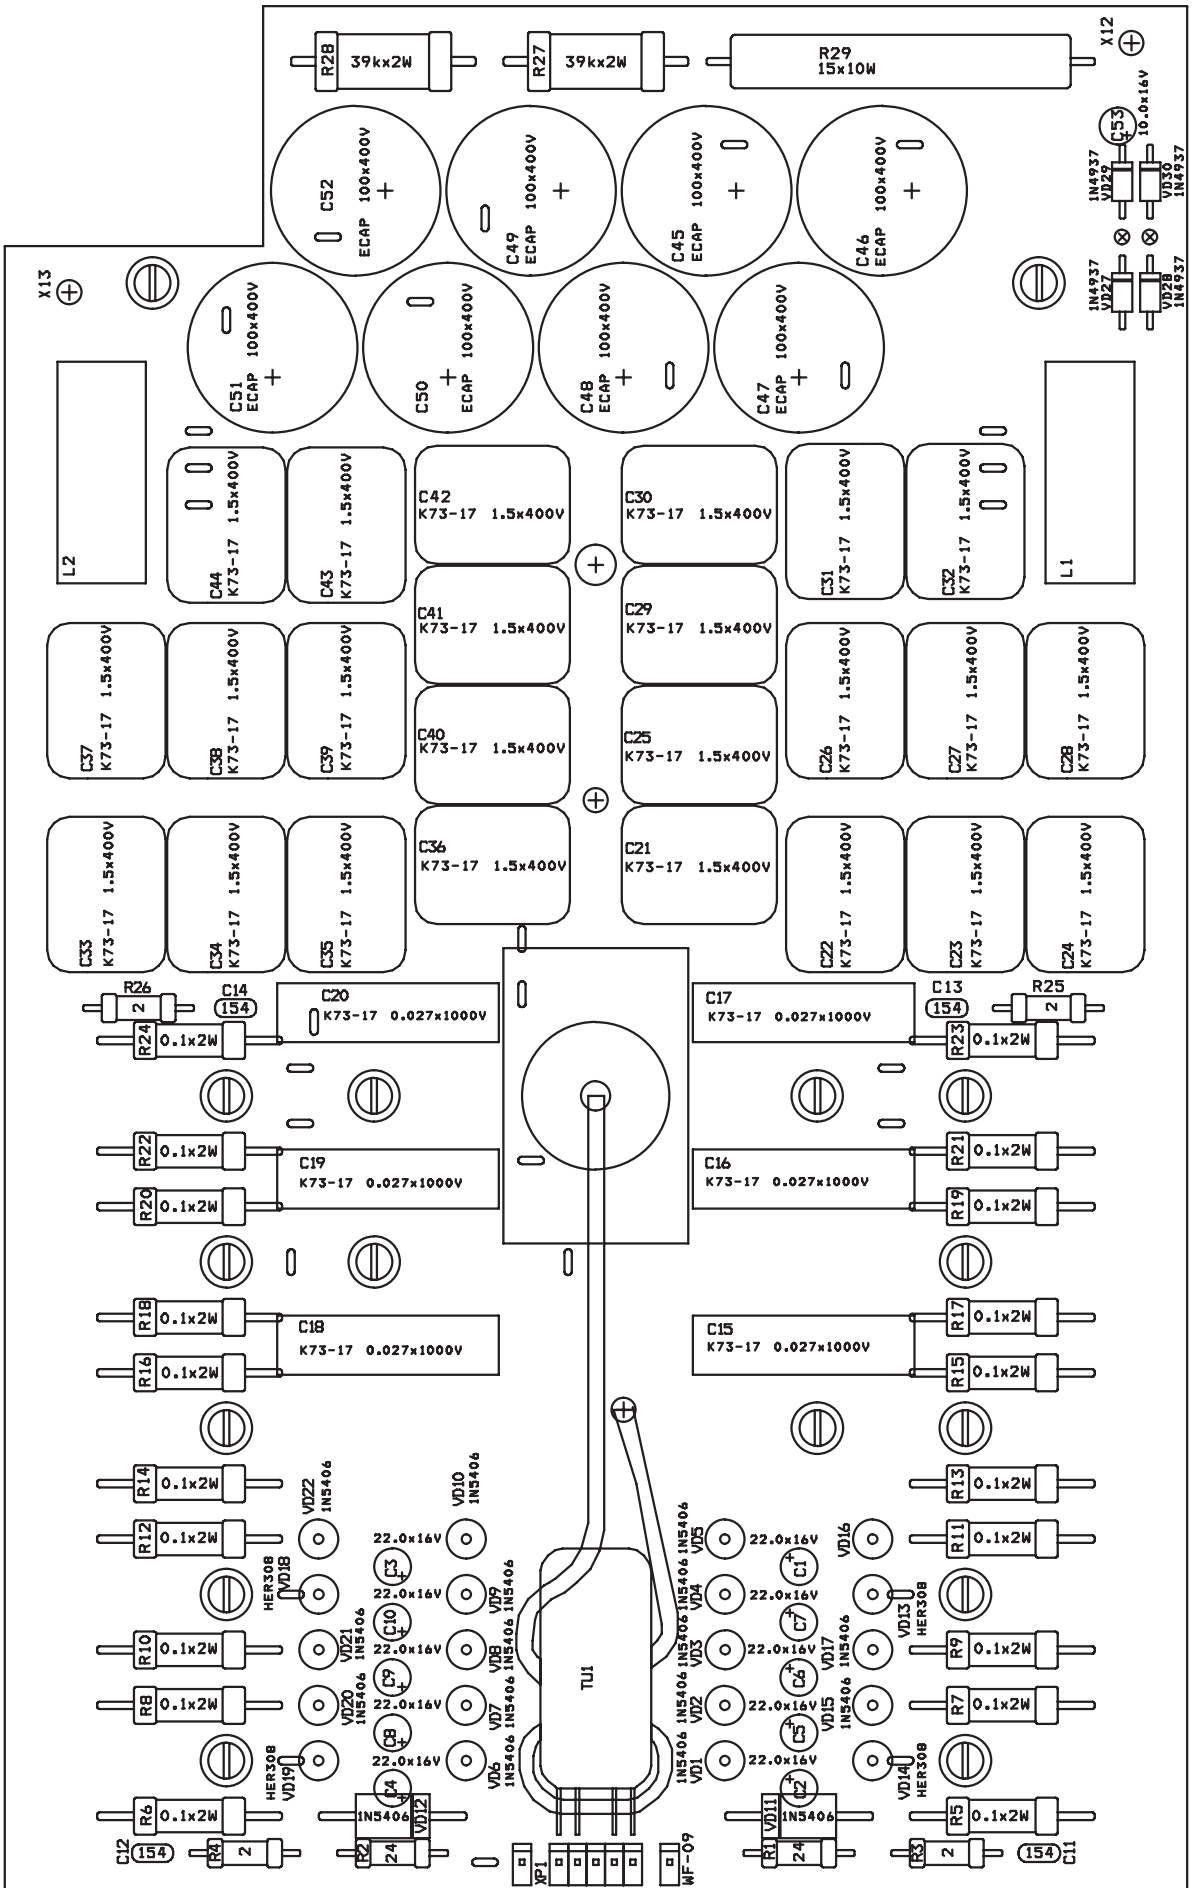 R28
39kx2W
R27
39kx2W
R29
15x10W
X12
C53
10.0x16V
1N4937
VD29
VD30
1N4937
C52
ECAP 100x400V
C49
ECAP 100x400V
C45
ECAP 100x400V
C46
ECAP 100x400V
X13
1N4937
VD27
VD28
1N4937
C51
ECAP 100x400V
C50
ECAP 100x400V
C48
ECAP 100x400V
C47
ECAP 100x400V
L2
C44
K73-17 1.5x400V
C43
K73-17 1.5x400V
C42
K73-17 1.5x400V
C30
K73-17 1.5x400V
C31
K73-17 1.5x400V
C32
K73-17 1.5x400V
L1
C41
K73-17 1.5x400V
C29
K73-17 1.5x400V
C37
K73-17 1.5x400V
C38
K73-17 1.5x400V
C39
K73-17 1.5x400V
C40
K73-17 1.5x400V
C25
K73-17 1.5x400V
C26
K73-17 1.5x400V
C27
K73-17 1.5x400V
C28
K73-17 1.5x400V
C33
K73-17 1.5x400V
C34
K73-17 1.5x400V
C35
K73-17 1.5x400V
C36
K73-17 1.5x400V
C21
K73-17 1.5x400V
C22
K73-17 1.5x400V
C23
K73-17 1.5x400V
C24
K73-17 1.5x400V
R26
2
C14
154
C20
K73-17 0.027x1000V
C17
K73-17 0.027x1000V
C13
154
R25
2
R24
0.1x2W
R23
0.1x2W
R22
0.1x2W
C19
K73-17 0.027x1000V
C16
K73-17 0.027x1000V
R21
0.1x2W
R20
0.1x2W
R19
0.1x2W
R18
0.1x2W
C18
K73-17 0.027x1000V
C15
K73-17 0.027x1000V
R17
0.1x2W
R16
0.1x2W
R15
0.1x2W
R14
0.1x2W
VD22
1N5406
VD10
1N5406
R13
0.1x2W
R12
0.1x2W
22.0x16V
C3
1N5406
VD5
22.0x16V
C1
VD16
R11
0.1x2W
HER308
VD18
22.0x16V
C10
VD9
1N5406
1N5406
VD4
22.0x16V
C7
VD13
HER308
R10
0.1x2W
VD21
1N5406
22.0x16V
C9
VD8
1N5406
TU1
1N5406
VD3
22.0x16V
C6
VD17
1N5406
R9
0.1x2W
R8
0.1x2W
VD20
1N5406
22.0x16V
C8
VD7
1N5406
1N5406
VD2
22.0x16V
C5
VD15
1N5406
R7
0.1x2W
HER308
VD19
22.0x16V
C4
VD6
1N5406
1N5406
VD1
22.0x16V
C2
VD14
HER308
R6
0.1x2W
1N5406
VD12
VD11
1N5406
R5
0.1x2W
C12
154
R4
2
R2
24
XP1
WF-09
R1
24
R3
2
154
C11